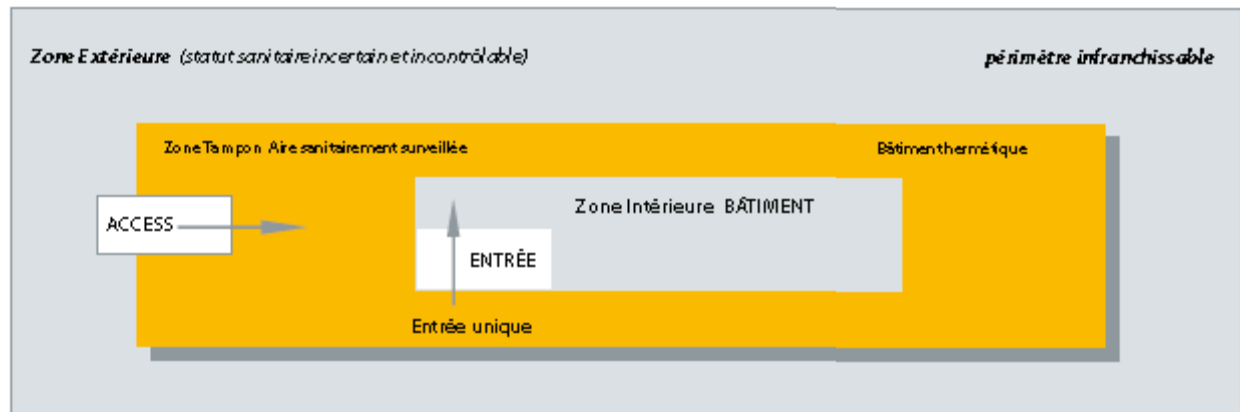 Zone Extérieure (statut sanitaire incertain et incontrôlable)
périmètre infranchissable
Zone Tampon Aire sanitairement surveillée
Bâtiment hermétique
Zone Intérieure BÂTIMENT
ACCESS
ENTRÉE
Entrée unique